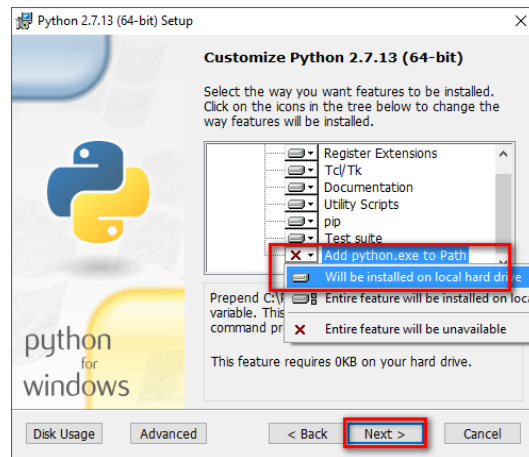 Python 2.7.13 (64-bit) Setup
Customize Python 2.7.13 (64-bit)
Select the way you want features to be installed.
Click on the icons in the tree below to change the
way features will be installed.
Register Extensions
Tcl/Tk
Documentation
Utility Scripts
pip
Test suite
Add python.exe to Path
Will be installed on local hard drive
Entire feature will be installed on loc
Entire feature will be unavailable
Prepend C:\
variable. This
command pr
This feature requires 0KB on your hard drive.
python
for
windows
Disk Usage
Advanced
< Back
Next >
Cancel